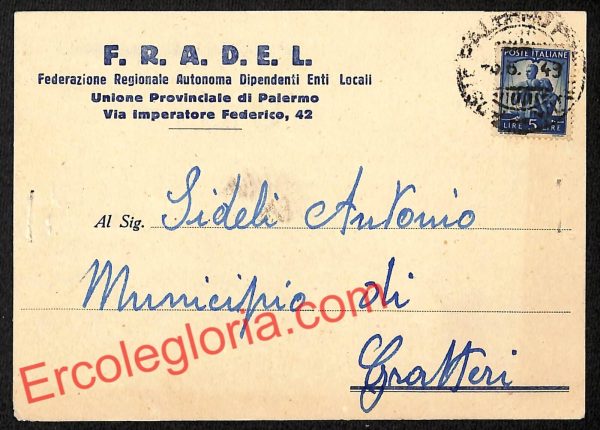 F. R. A. D. E. L.
Federazione Regionale Autonoma Dipendenti Enti Locali
Unione Provinciale di Palermo
Via Imperatore Federico, 42
POSTE ITALIANE
LIRE 5 LIRE
Al Sig. Sideli Antonio
Municipio di
Gratteri
Ercolegloria.com